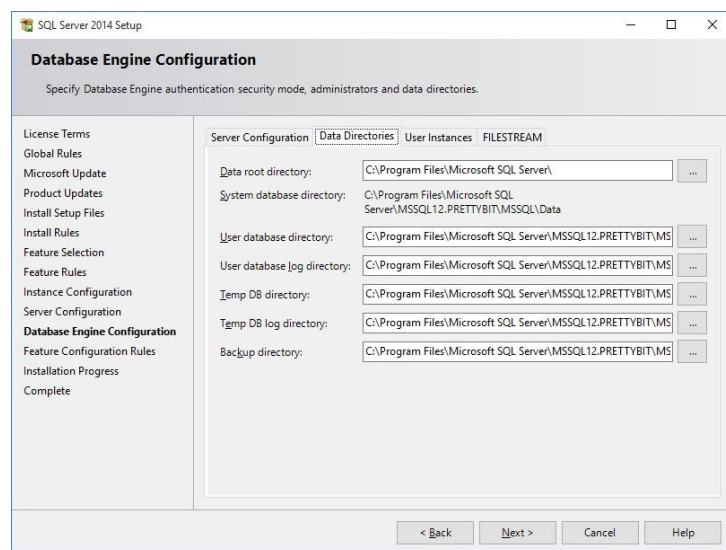 SQL Server 2014 Setup
Database Engine Configuration
Specify Database Engine authentication security mode, administrators and data directories.
License Terms
Global Rules
Microsoft Update
Product Updates
Install Setup Files
Install Rules
Feature Selection
Feature Rules
Instance Configuration
Server Configuration
Database Engine Configuration
Feature Configuration Rules
Installation Progress
Complete
Server Configuration Data Directories User Instances FILESTREAM
Data root directory: C:\Program Files\Microsoft SQL Server\ ...
System database directory: C:\Program Files\Microsoft SQL
Server\MSSQL12.PRETTYBIT\MSSQL\Data
User database directory: C:\Program Files\Microsoft SQL Server\MSSQL12.PRETTYBIT\MS ...
User database log directory: C:\Program Files\Microsoft SQL Server\MSSQL12.PRETTYBIT\MS ...
Temp DB directory: C:\Program Files\Microsoft SQL Server\MSSQL12.PRETTYBIT\MS ...
Temp DB log directory: C:\Program Files\Microsoft SQL Server\MSSQL12.PRETTYBIT\MS ...
Backup directory: C:\Program Files\Microsoft SQL Server\MSSQL12.PRETTYBIT\MS ...
< Back Next > Cancel Help